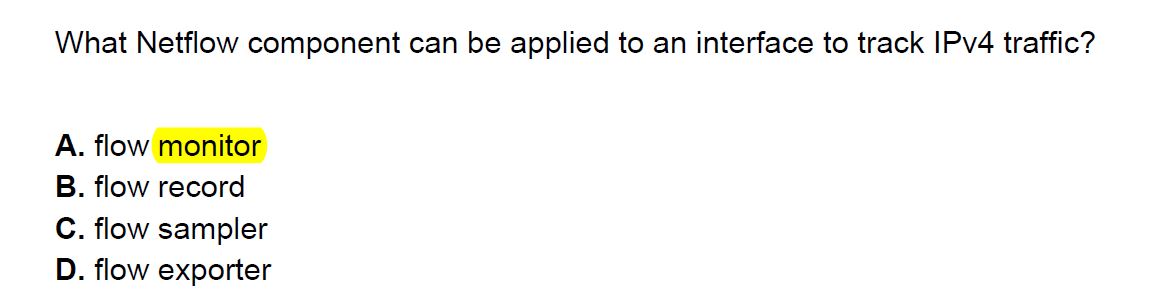 What Netflow component can be applied to an interface to track IPv4 traffic?
A. flow monitor
B. flow record
C. flow sampler
D. flow exporter